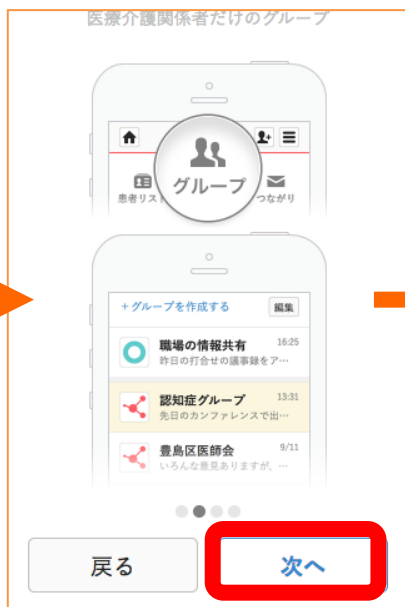 医療介護関係者だけのグループ
グループ
患者リスト
つながり
+グループを作成する
編集
職場の情報共有
16:25
昨日の打合せの議事録をア…
認知症グループ
13:31
先日のカンファレンスで出…
豊島区医師会
9/11
いろんな意見ありますが、…
戻る
次へ